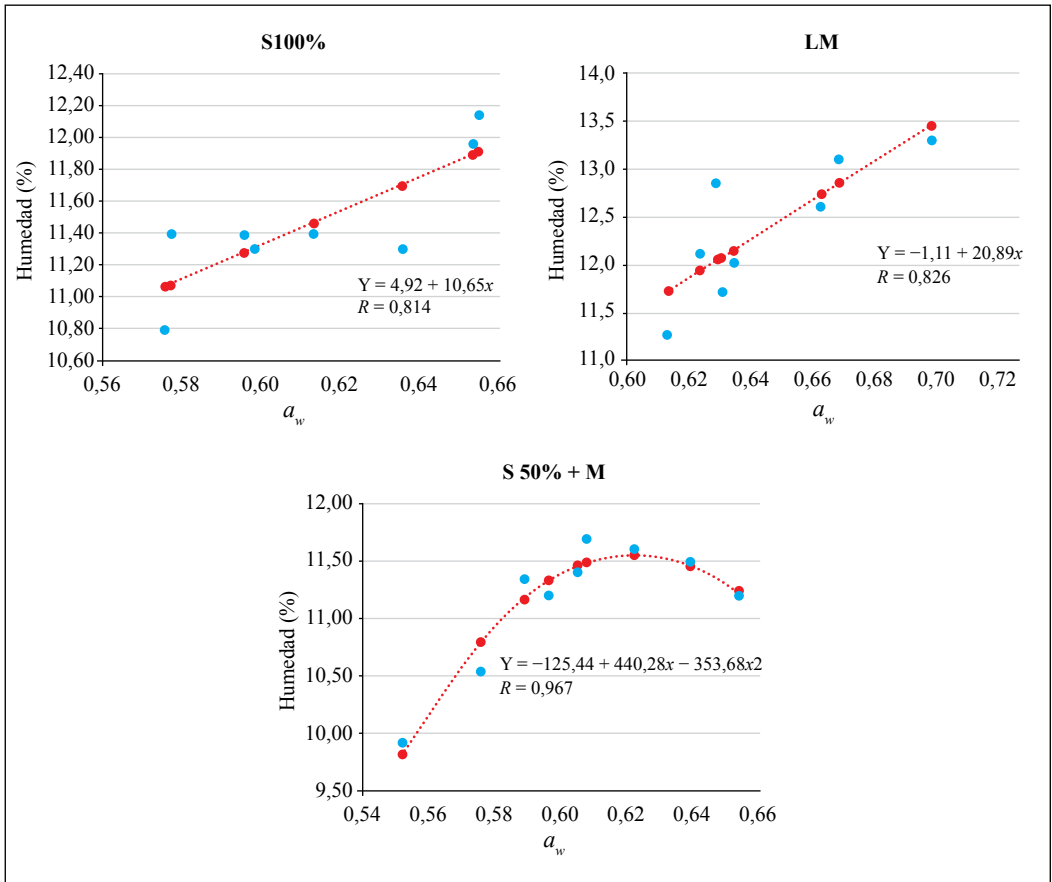 S100%
Humedad (%)
12,40
12,20
12,00
11,80
11,60
11,40
11,20
11,00
10,80
10,60
0,56
0,58
0,60
0,62
0,64
0,66
a_w
Y = 4,92 + 10,65x
R = 0,814
LM
Humedad (%)
14,0
13,5
13,0
12,5
12,0
11,5
11,0
0,60
0,62
0,64
0,66
0,68
0,70
0,72
a_w
Y = −1,11 + 20,89x
R = 0,826
S 50% + M
Humedad (%)
12,00
11,50
11,00
10,50
10,00
9,50
0,54
0,56
0,58
0,60
0,62
0,64
0,66
a_w
Y = −125,44 + 440,28x − 353,68x2
R = 0,967